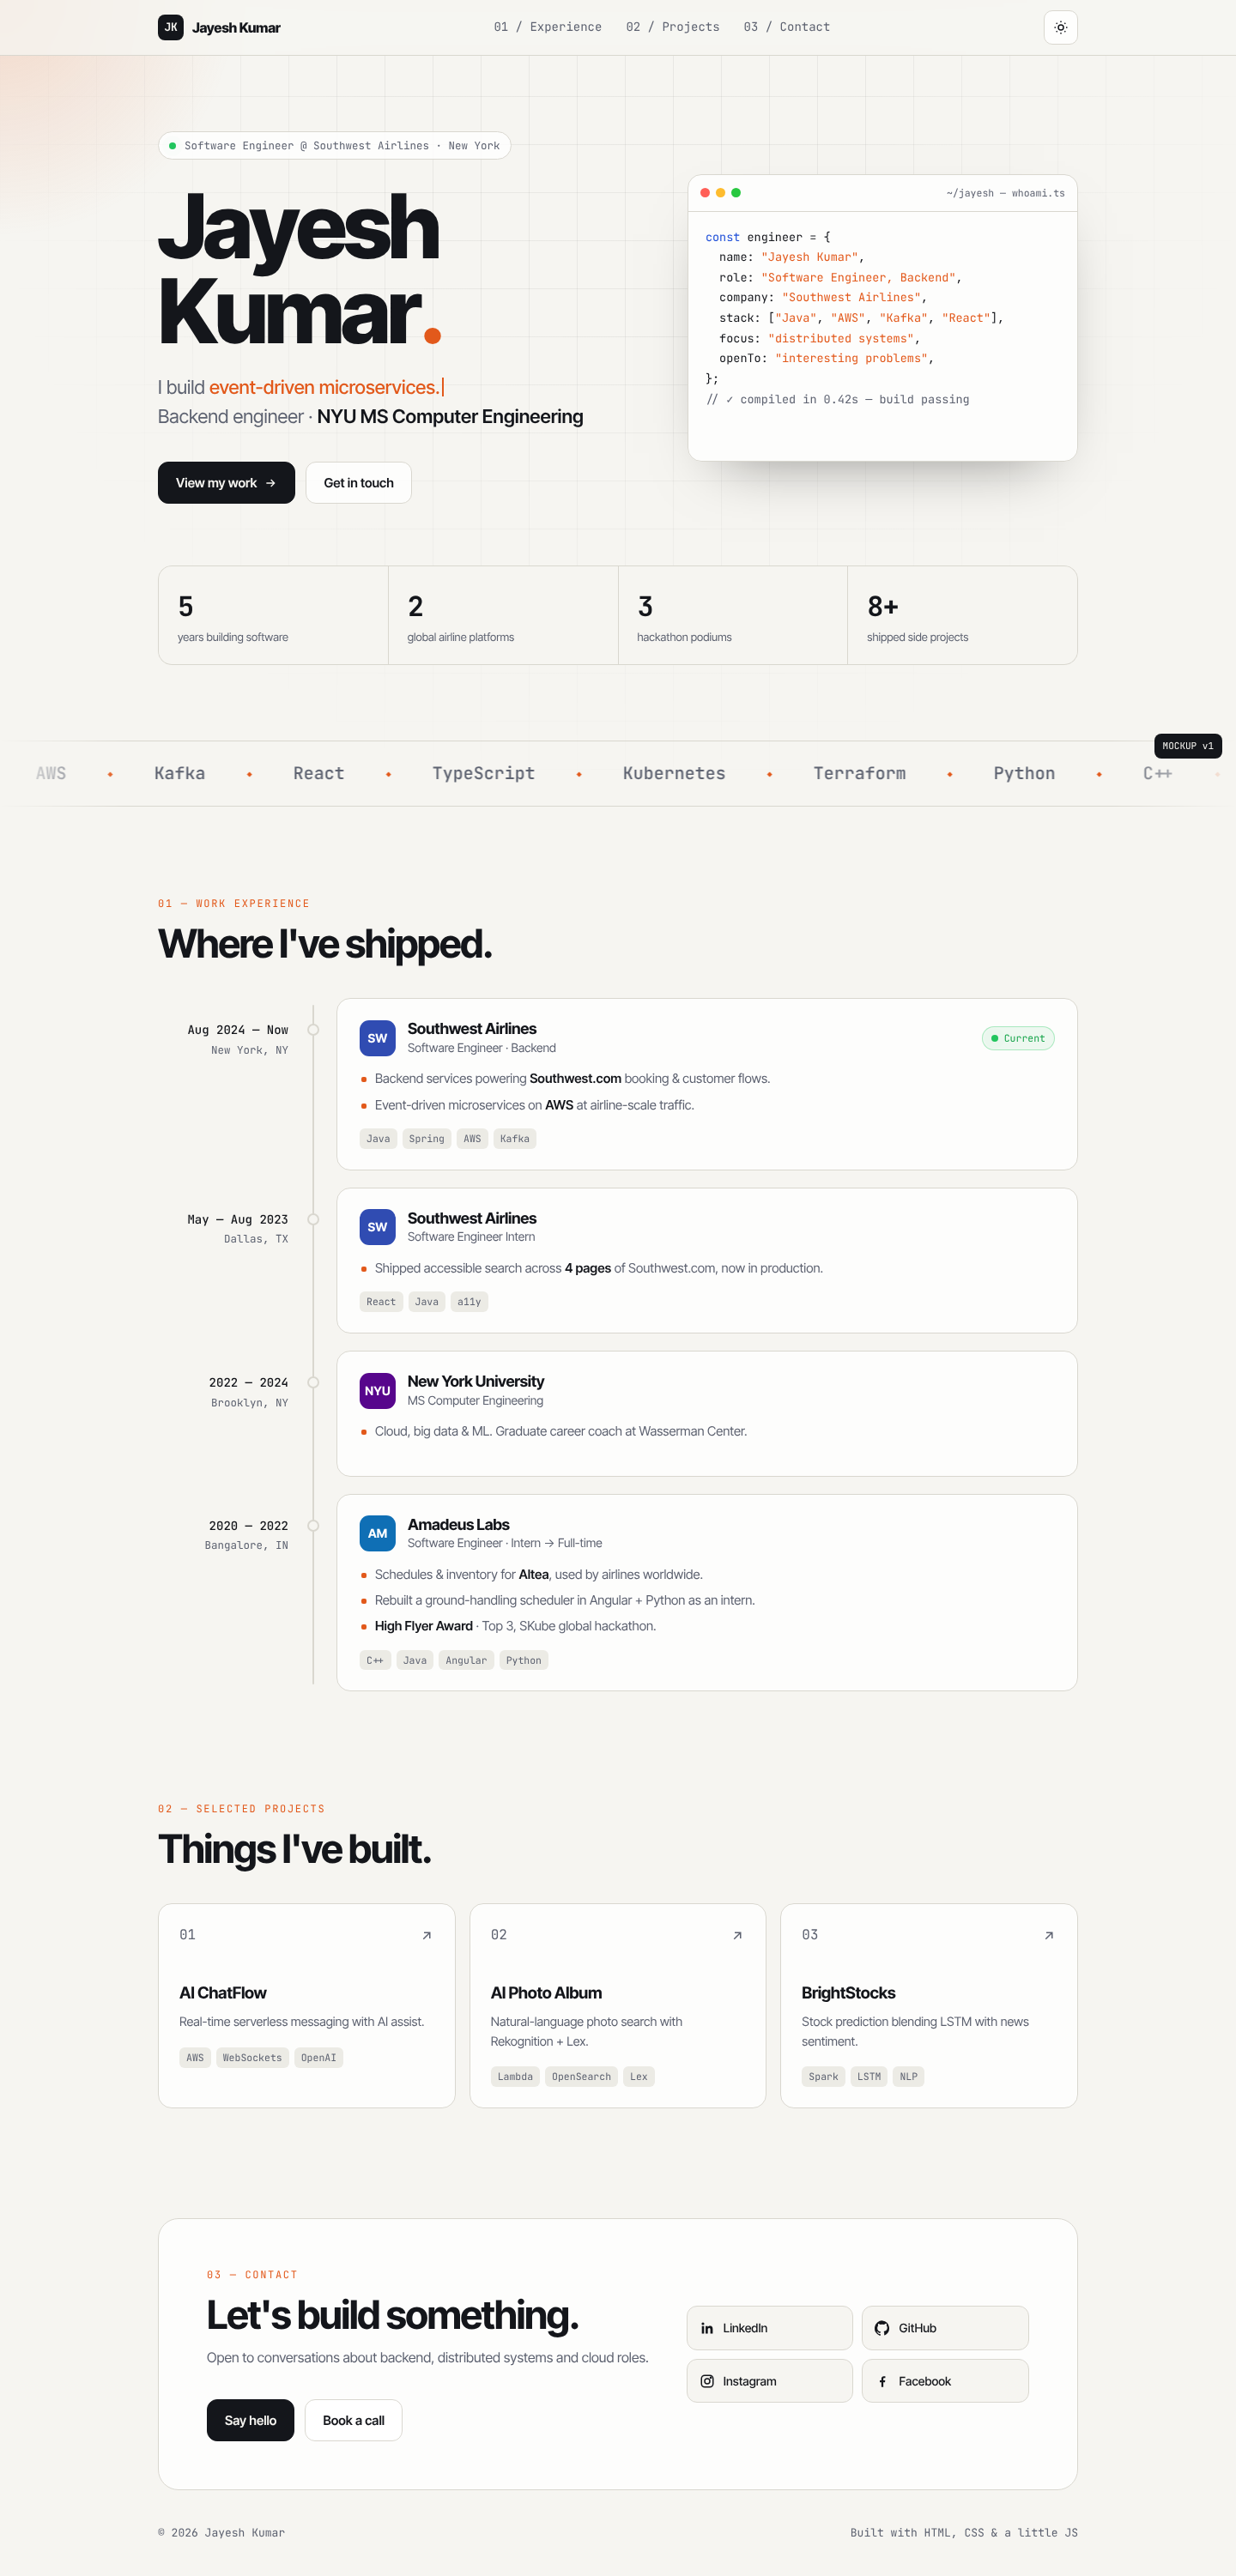 JK Jayesh Kumar
01 / Experience 02 / Projects 03 / Contact
Software Engineer @ Southwest Airlines · New York
Jayesh
Kumar.
I build event-driven microservices.|
Backend engineer · NYU MS Computer Engineering
View my work →
Get in touch
~/jayesh — whoami.ts
const engineer = {
name: "Jayesh Kumar",
role: "Software Engineer, Backend",
company: "Southwest Airlines",
stack: ["Java", "AWS", "Kafka", "React"],
focus: "distributed systems",
openTo: "interesting problems",
};
// ✓ compiled in 0.42s — build passing
5
years building software
2
global airline platforms
3
hackathon podiums
8+
shipped side projects
MOCKUP v1
AWS Kafka React TypeScript Kubernetes Terraform Python C++
01 — WORK EXPERIENCE
Where I've shipped.
Aug 2024 — Now
New York, NY
SW
Southwest Airlines
Software Engineer · Backend
Current
Backend services powering Southwest.com booking & customer flows.
Event-driven microservices on AWS at airline-scale traffic.
Java Spring AWS Kafka
May — Aug 2023
Dallas, TX
SW
Southwest Airlines
Software Engineer Intern
Shipped accessible search across 4 pages of Southwest.com, now in production.
React Java a11y
2022 — 2024
Brooklyn, NY
NYU
New York University
MS Computer Engineering
Cloud, big data & ML. Graduate career coach at Wasserman Center.
2020 — 2022
Bangalore, IN
AM
Amadeus Labs
Software Engineer · Intern → Full-time
Schedules & inventory for Altea, used by airlines worldwide.
Rebuilt a ground-handling scheduler in Angular + Python as an intern.
High Flyer Award · Top 3, SKube global hackathon.
C++ Java Angular Python
02 — SELECTED PROJECTS
Things I've built.
01 ↗
AI ChatFlow
Real-time serverless messaging with AI assist.
AWS WebSockets OpenAI
02 ↗
AI Photo Album
Natural-language photo search with
Rekognition + Lex.
Lambda OpenSearch Lex
03 ↗
BrightStocks
Stock prediction blending LSTM with news
sentiment.
Spark LSTM NLP
03 — CONTACT
Let's build something.
Open to conversations about backend, distributed systems and cloud roles.
Say hello
Book a call
LinkedIn
GitHub
Instagram
Facebook
© 2026 Jayesh Kumar
Built with HTML, CSS & a little JS